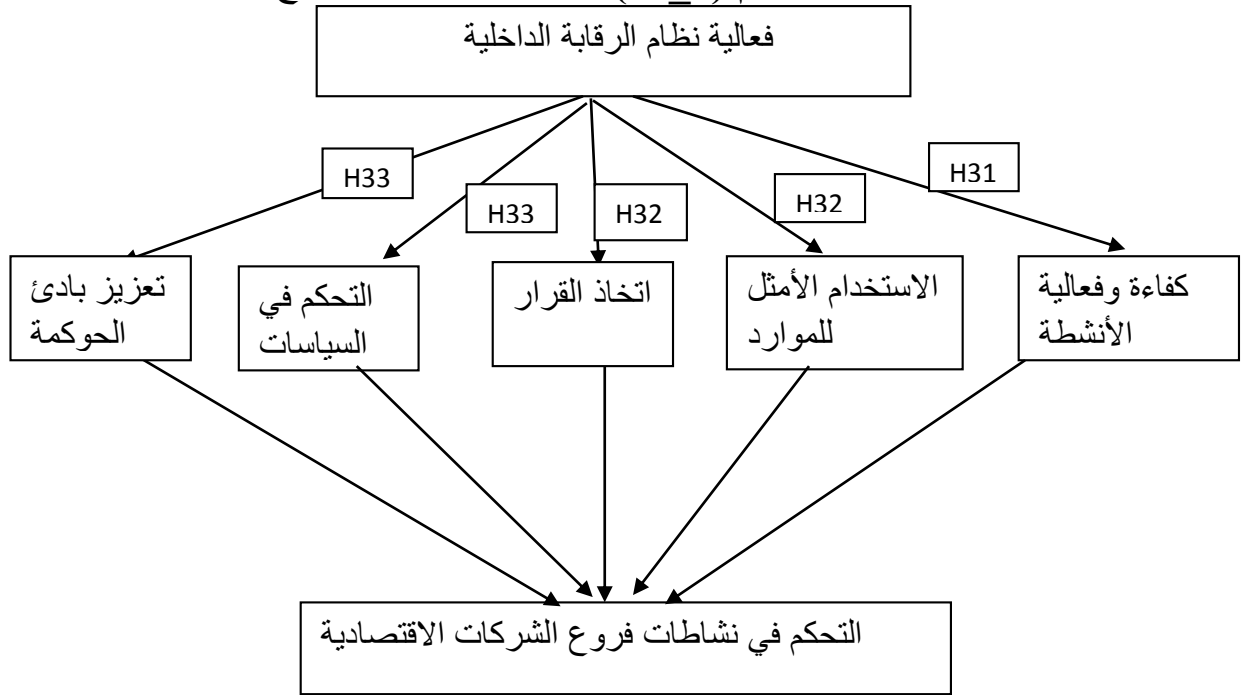 فعالية نظام الرقابة الداخلية
H31
H33
H32
H33
H32
كفاءة وفعالية
الأنشطة
الاستخدام الأمثل
للموارد
اتخاذ القرار
التحكم في
السياسات
تعزيز بادئ
الحوكمة
التحكم في نشاطات فروع الشركات الاقتصادية